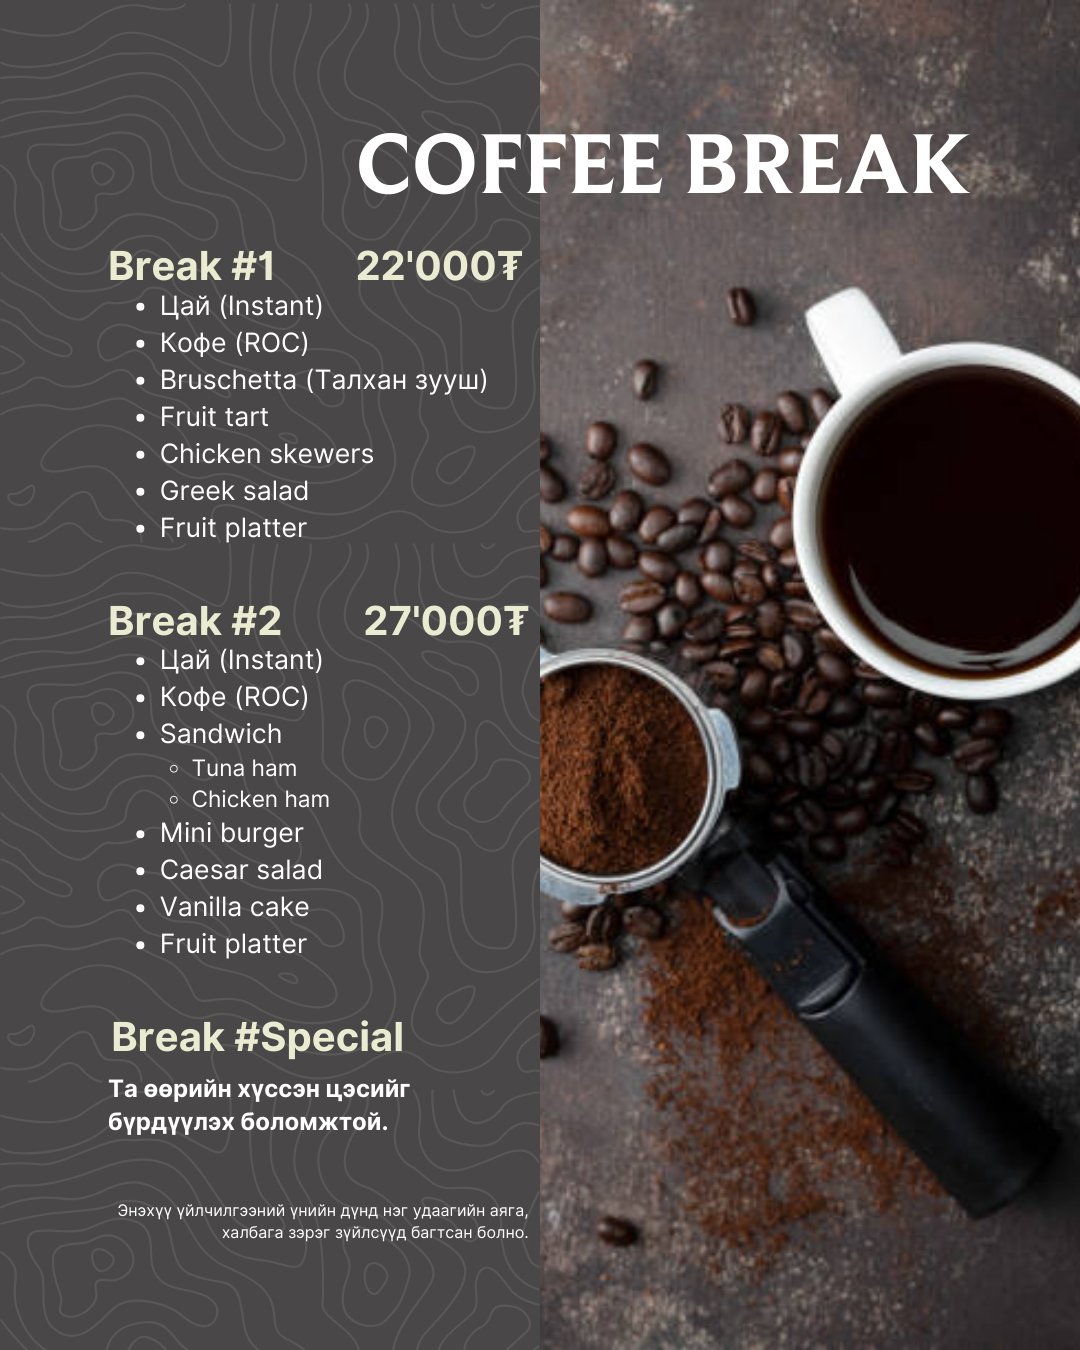 COFFEE BREAK
Break #1 22'000₮
• Цай (Instant)
• Кофе (ROC)
• Bruschetta (Талхан зууш)
• Fruit tart
• Chicken skewers
• Greek salad
• Fruit platter
Break #2 27'000₮
• Цай (Instant)
• Кофе (ROC)
• Sandwich
◦ Tuna ham
◦ Chicken ham
• Mini burger
• Caesar salad
• Vanilla cake
• Fruit platter
Break #Special
Та өөрийн хүссэн цэсийг
бүрдүүлэх боломжтой.
Энэхүү үйлчилгээний үнийн дүнд нэг удаагийн аяга,
халбага зэрэг зүйлсүүд багтсан болно.